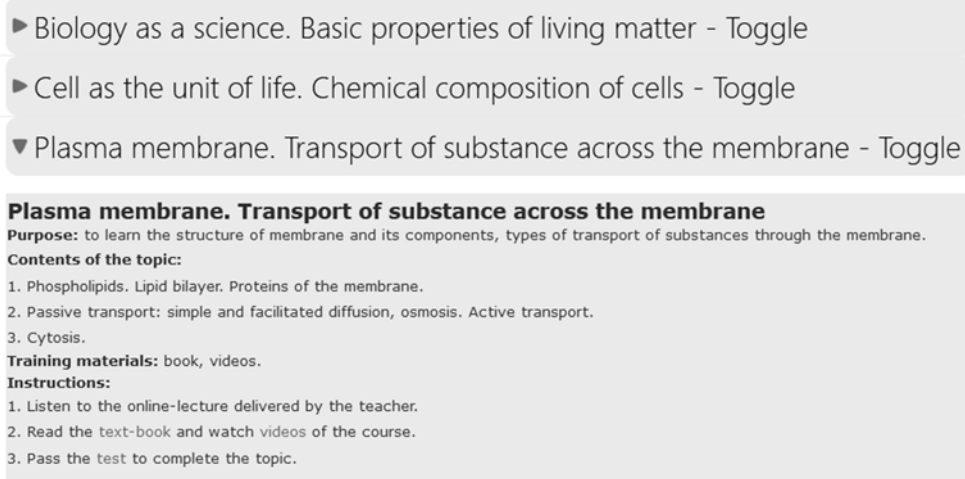 Biology as a science. Basic properties of living matter - Toggle
Cell as the unit of life. Chemical composition of cells - Toggle
Plasma membrane. Transport of substance across the membrane - Toggle
Plasma membrane. Transport of substance across the membrane
Purpose: to learn the structure of membrane and its components, types of transport of substances through the membrane.
Contents of the topic:
1. Phospholipids. Lipid bilayer. Proteins of the membrane.
2. Passive transport: simple and facilitated diffusion, osmosis. Active transport.
3. Cytosis.
Training materials: book, videos.
Instructions:
1. Listen to the online-lecture delivered by the teacher.
2. Read the text-book and watch videos of the course.
3. Pass the test to complete the topic.